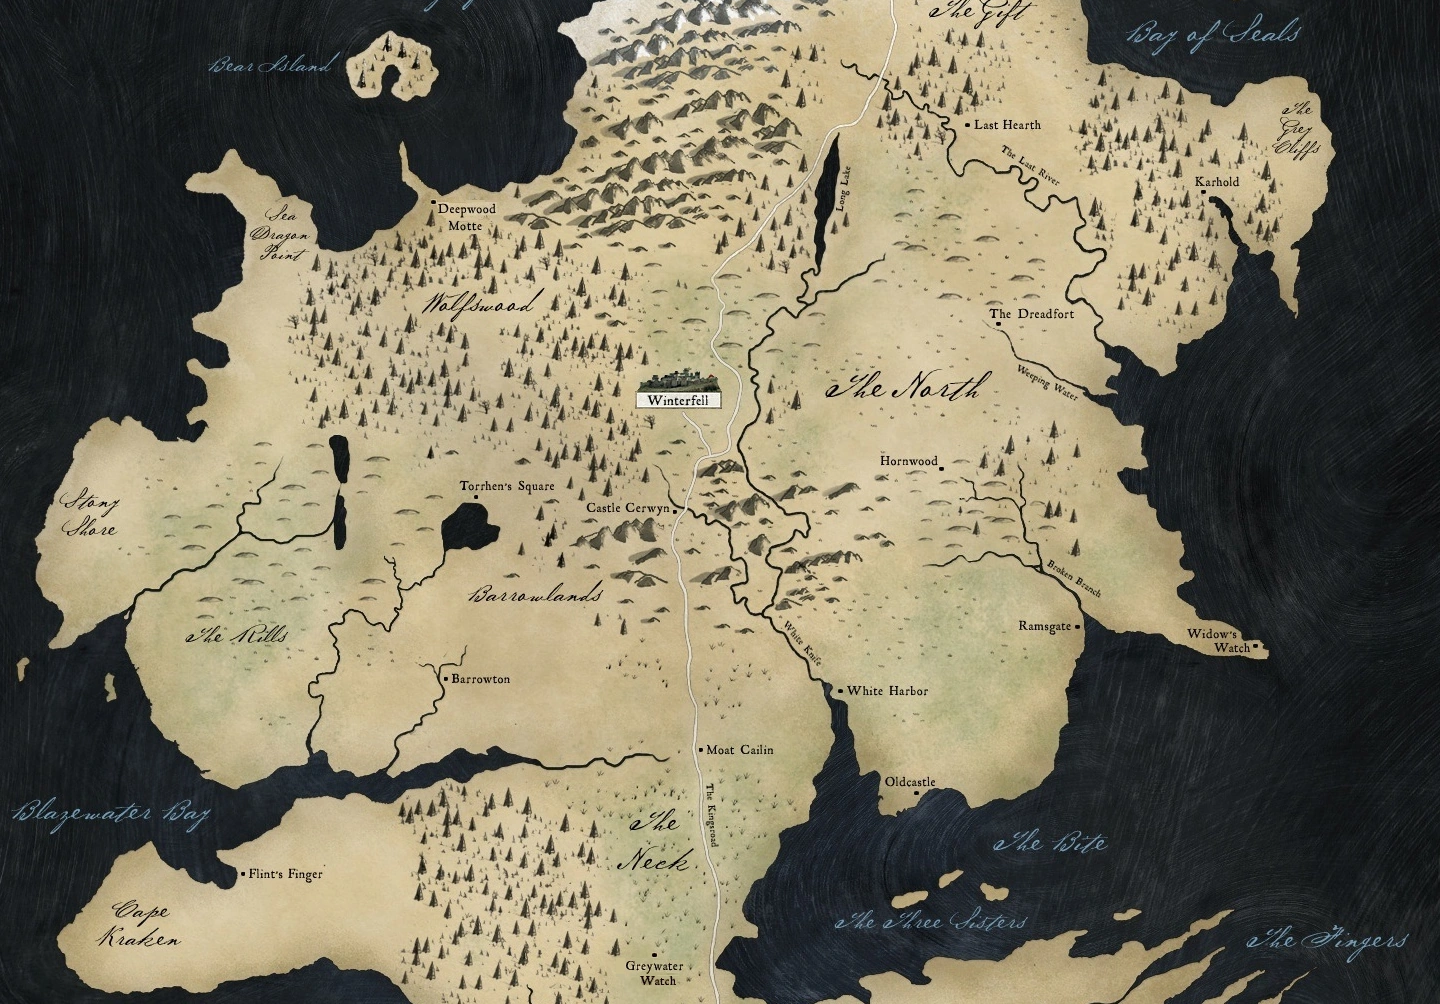 The Gift
Bay of Seals
Bear Island
The
Grey
Cliffs
Last Hearth
The Last River
Long Lake
Karhold
Deepwood
Motte
Sea
Dragon
Point
Wolfswood
The Dreadfort
Weeping Water
The North
Winterfell
Hornwood
Torrhen's Square
Castle Cerwyn
Stony
Shore
Barrowlands
Broken Branch
The Rills
Ramsgate
Widow's
Watch
White Knife
Barrowton
White Harbor
Moat Cailin
Oldcastle
The Kingsroad
Blazewater Bay
The
Neck
The Bite
Flint's Finger
Cape
Kraken
The Three Sisters
The Fingers
Greywater
Watch